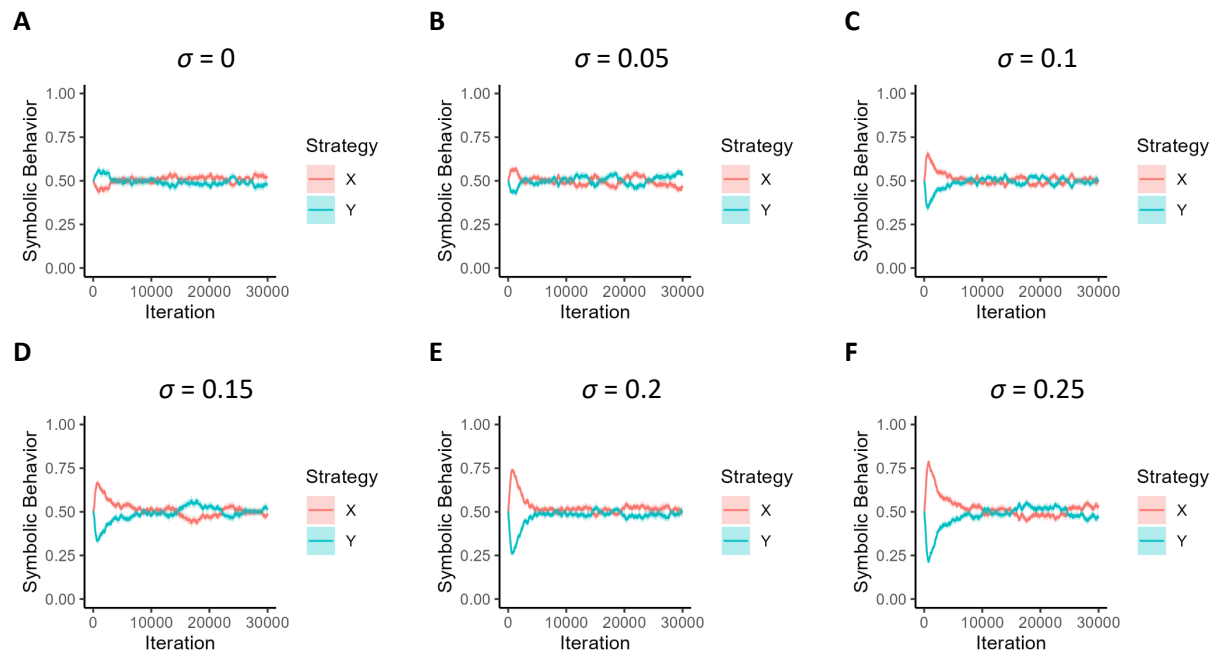 A
σ = 0
1.00
0.75
0.50
0.25
0.00
Symbolic Behavior
0 10000 20000 30000
Iteration
Strategy
X
Y
B
σ = 0.05
1.00
0.75
0.50
0.25
0.00
Symbolic Behavior
0 10000 20000 30000
Iteration
Strategy
X
Y
C
σ = 0.1
1.00
0.75
0.50
0.25
0.00
Symbolic Behavior
0 10000 20000 30000
Iteration
Strategy
X
Y
D
σ = 0.15
1.00
0.75
0.50
0.25
0.00
Symbolic Behavior
0 10000 20000 30000
Iteration
Strategy
X
Y
E
σ = 0.2
1.00
0.75
0.50
0.25
0.00
Symbolic Behavior
0 10000 20000 30000
Iteration
Strategy
X
Y
F
σ = 0.25
1.00
0.75
0.50
0.25
0.00
Symbolic Behavior
0 10000 20000 30000
Iteration
Strategy
X
Y